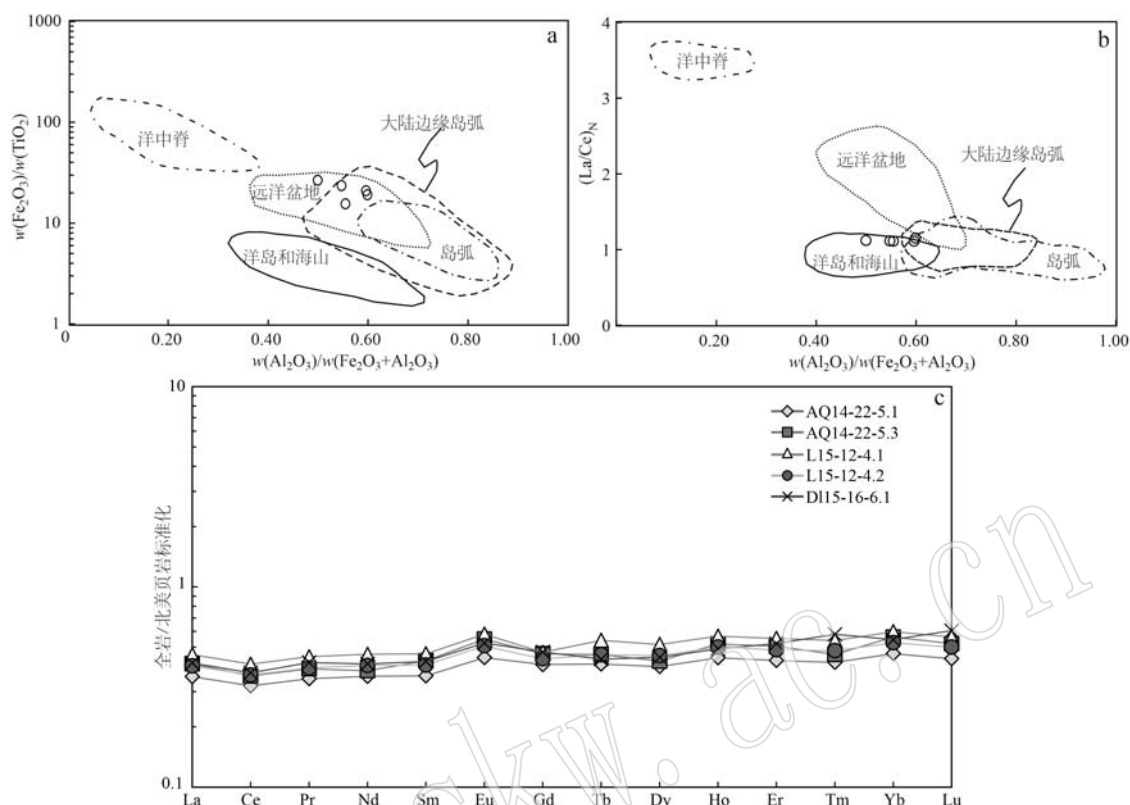 1000
100
10
1
0
0.20
0.40
0.60
0.80
1.00
w(Fe₂O₃)/w(TiO₂)
w(Al₂O₃)/w(Fe₂O₃+Al₂O₃)
a
洋中脊
大陆边缘岛弧
远洋盆地
岛弧
洋岛和海山
4
3
2
1
0
0.20
0.40
0.60
0.80
1.00
(La/Ce)N
w(Al₂O₃)/w(Fe₂O₃+Al₂O₃)
b
洋中脊
远洋盆地
大陆边缘岛弧
洋岛和海山
岛弧
10
1
0.1
全岩/北美页岩标准化
c
AQ14-22-5.1
AQ14-22-5.3
L15-12-4.1
L15-12-4.2
Dl15-16-6.1
La Ce Pr Nd Sm Eu Gd Tb Dy Ho Er Tm Yb Lu
skw.ac.cn